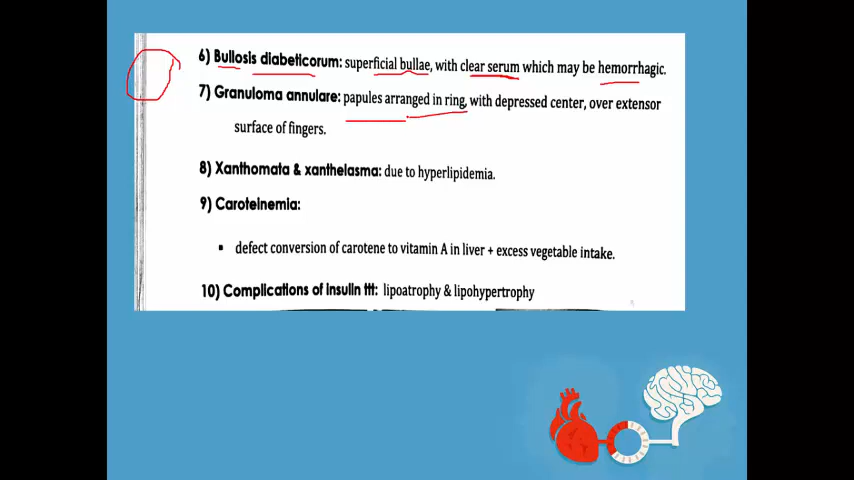 6) Bullosis diabeticorum: superficial bullae, with clear serum which may be hemorrhagic.
7) Granuloma annulare: papules arranged in ring, with depressed center, over extensor
surface of fingers.
8) Xanthomata & xanthelasma: due to hyperlipidemia.
9) Carotelnemia:
▪ defect conversion of carotene to vitamin A in liver + excess vegetable intake.
10) Complications of insulin ttt: lipoatrophy & lipohypertrophy